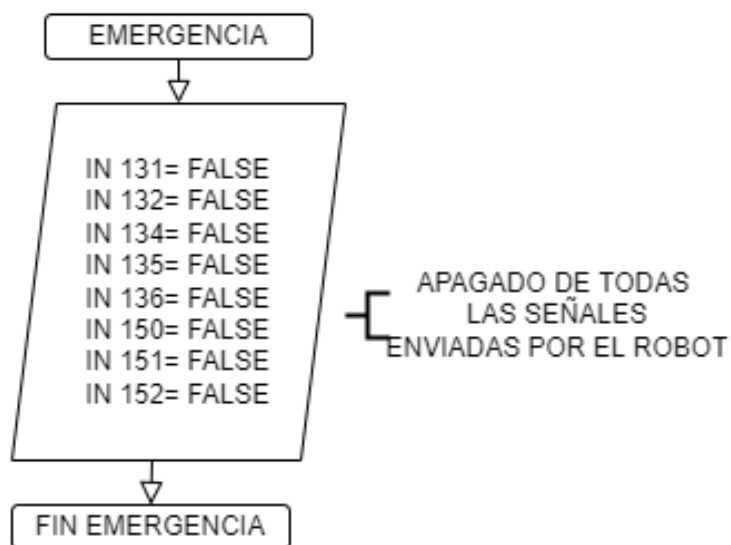 EMERGENCIA
IN 131= FALSE
IN 132= FALSE
IN 134= FALSE
IN 135= FALSE
IN 136= FALSE
IN 150= FALSE
IN 151= FALSE
IN 152= FALSE
APAGADO DE TODAS
LAS SEÑALES
ENVIADAS POR EL ROBOT
FIN EMERGENCIA